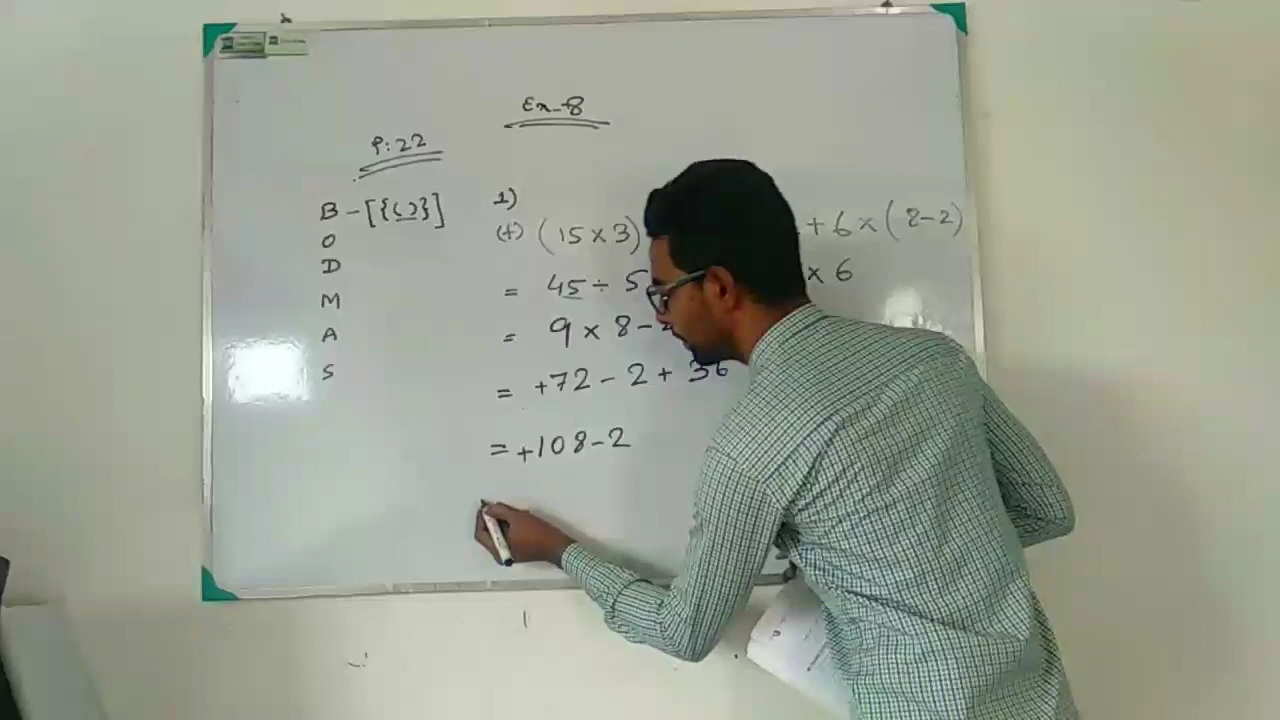 Ex-8
P:22
B - [{( )}]
O
D
M
A
S
1)
(f) (15 × 3) + 6 × (8-2)
= 45 ÷ 5 × 6
= 9 × 8 -
= +72 - 2 + 36
= +108 - 2